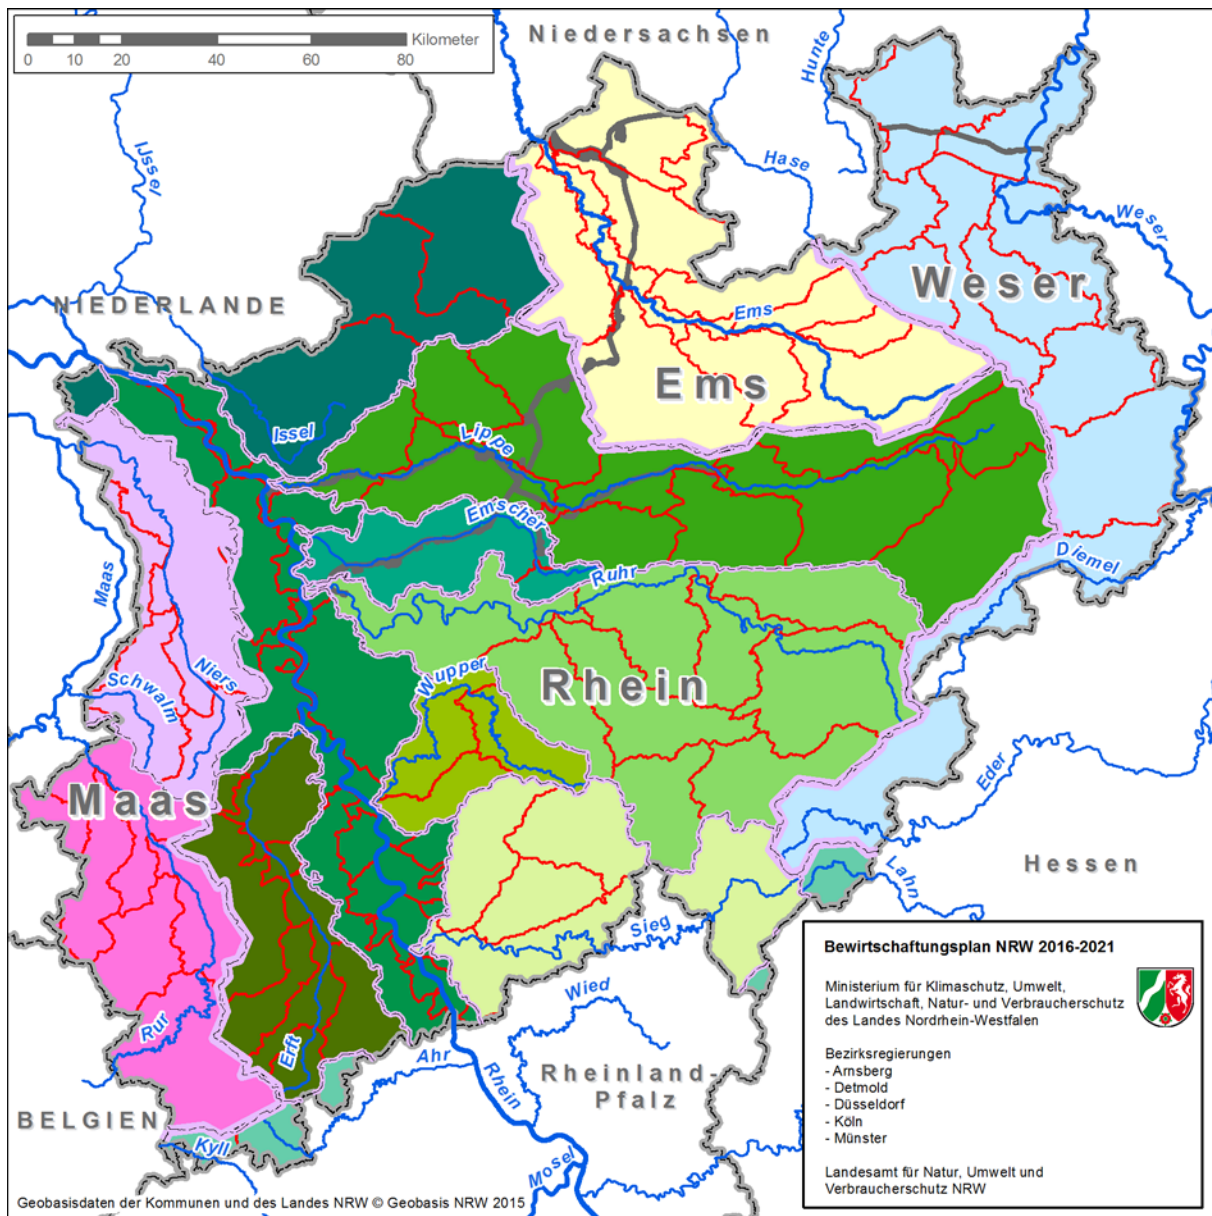 Kilometer
0 10 20 40 60 80
Niedersachsen
Hunte
IJssel
Hase
Weser
Weser
NIEDERLANDE
Ems
Ems
Issel
Lippe
Emscher
Maas
Ruhr
Diemel
Niers
Schwalm
Wupper
Rhein
Maas
Eder
Hessen
Lahn
Sieg
Wied
Rur
Erft
Ahr
Rhein
Rheinland-
Pfalz
BELGIEN
Kyll
Mosel
Bewirtschaftungsplan NRW 2016-2021
Ministerium für Klimaschutz, Umwelt,
Landwirtschaft, Natur- und Verbraucherschutz
des Landes Nordrhein-Westfalen
Bezirksregierungen
- Arnsberg
- Detmold
- Düsseldorf
- Köln
- Münster
Landesamt für Natur, Umwelt und
Verbraucherschutz NRW
Geobasisdaten der Kommunen und des Landes NRW © Geobasis NRW 2015